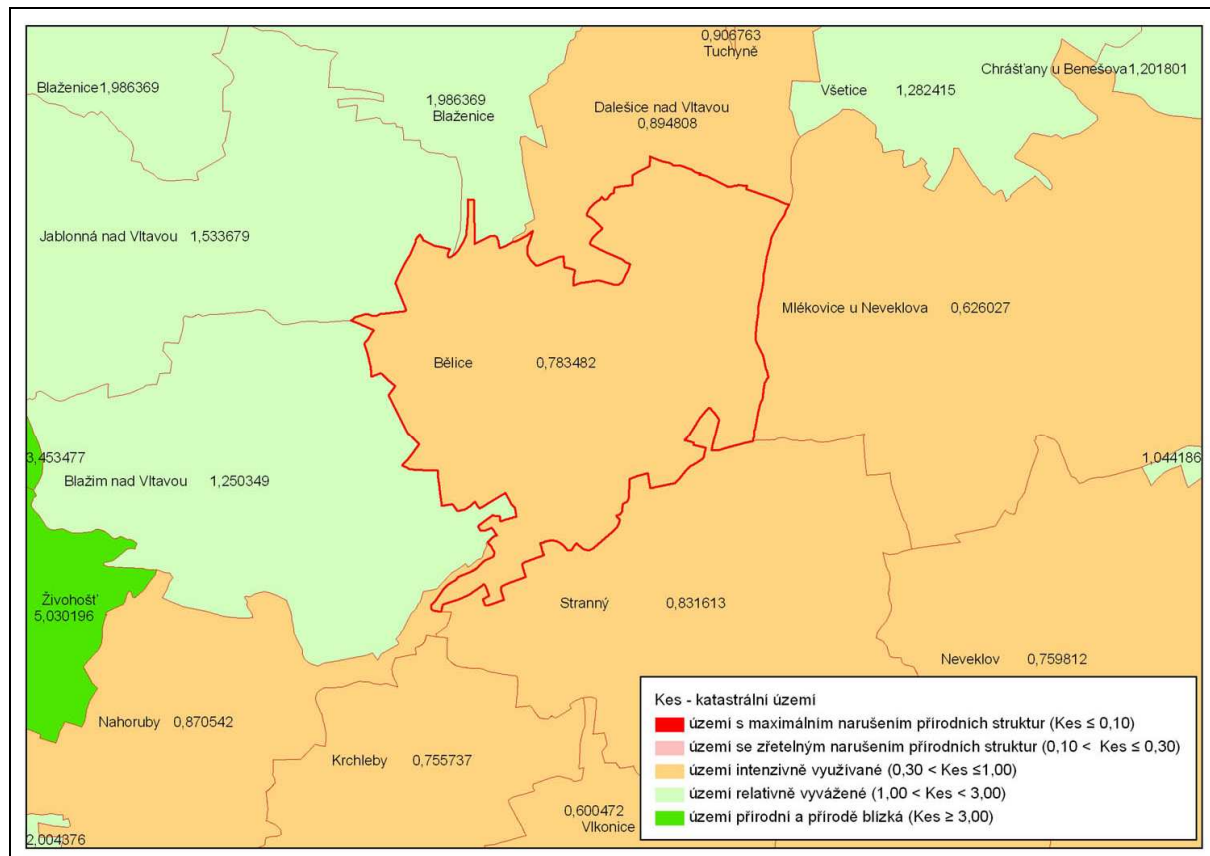 0,906763
Tuchyně
Chrášťany u Benešova1,201801
Blaženice1,986369
1,986369
Blaženice
Dalešice nad Vltavou
0,894808
Všetice 1,282415
Jablonná nad Vltavou 1,533679
Mlékovice u Neveklova 0,626027
Bělice 0,783482
3,453477
1,044186
Blažim nad Vltavou 1,250349
Živohošť
5,030196
Stranný 0,831613
Neveklov 0,759812
Nahoruby 0,870542
Krchleby 0,755737
0,600472
Vlkonice
2,004376
Kes - katastrální území
území s maximálním narušením přírodních struktur (Kes ≤ 0,10)
území se zřetelným narušením přírodních struktur (0,10 < Kes ≤ 0,30)
území intenzivně využívané (0,30 < Kes ≤1,00)
území relativně vyvážené (1,00 < Kes < 3,00)
území přírodní a přírodě blízká (Kes ≥ 3,00)